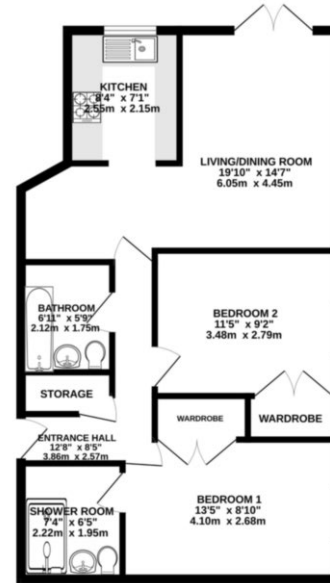 KITCHEN
8'4" x 7'1"
2.55m x 2.15m
LIVING/DINING ROOM
19'10" x 14'7"
6.05m x 4.45m
BATHROOM
6'11" x 5'9"
2.12m x 1.75m
BEDROOM 2
11'5" x 9'2"
3.48m x 2.79m
STORAGE
WARDROBE
WARDROBE
ENTRANCE HALL
12'8" x 8'5"
3.86m x 2.57m
SHOWER ROOM
7'4" x 6'5"
2.22m x 1.95m
BEDROOM 1
13'5" x 8'10"
4.10m x 2.68m